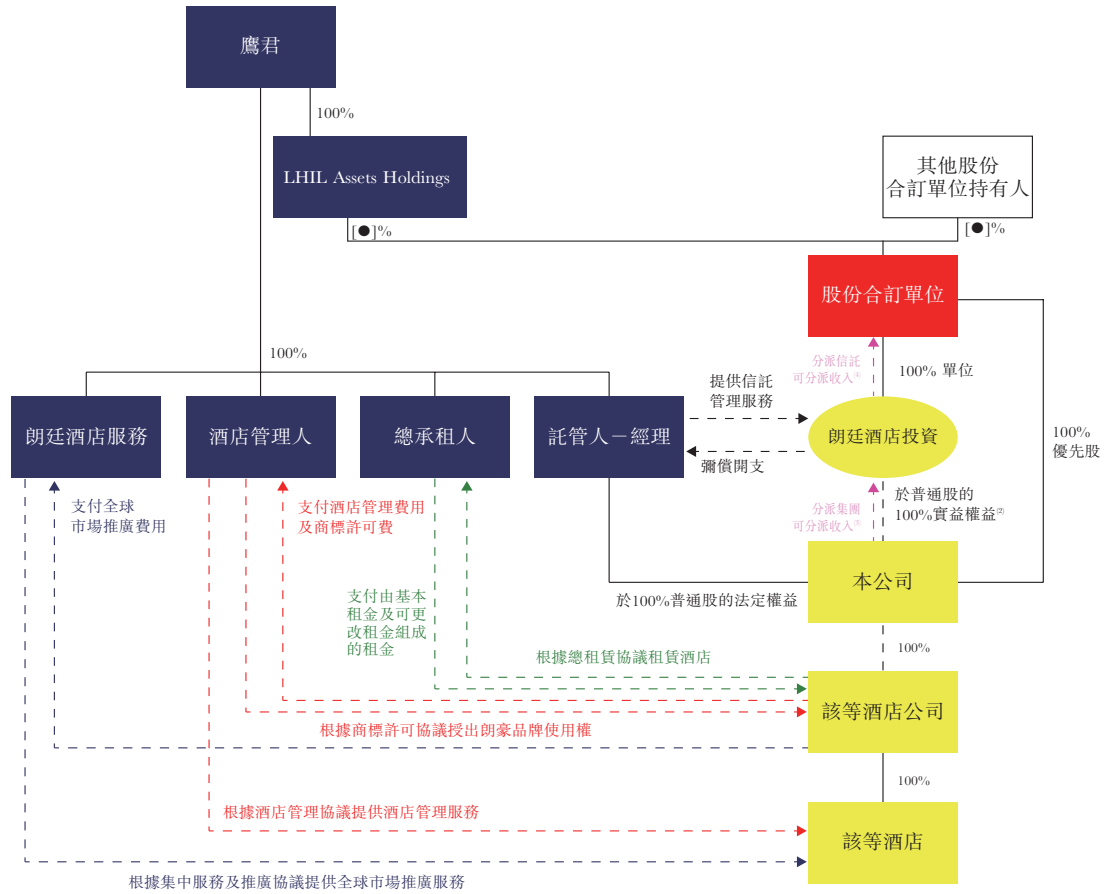 鷹君
100%
LHIL Assets Holdings
其他股份
合訂單位持有人
[●]%
[●]%
股份合訂單位
100%
分派信託
可分派收入⁽⁴⁾
100% 單位
提供信託
管理服務
朗廷酒店服務
酒店管理人
總承租人
託管人－經理
朗廷酒店投資
100%
優先股
彌償開支
支付全球
市場推廣費用
支付酒店管理費用
及商標許可費
分派集團
可分派收入⁽³⁾
於普通股的
100%實益權益⁽²⁾
本公司
支付由基本
租金及可更
改租金組成
的租金
於100%普通股的法定權益
100%
根據總租賃協議租賃酒店
該等酒店公司
根據商標許可協議授出朗豪品牌使用權
100%
根據酒店管理協議提供酒店管理服務
該等酒店
根據集中服務及推廣協議提供全球市場推廣服務